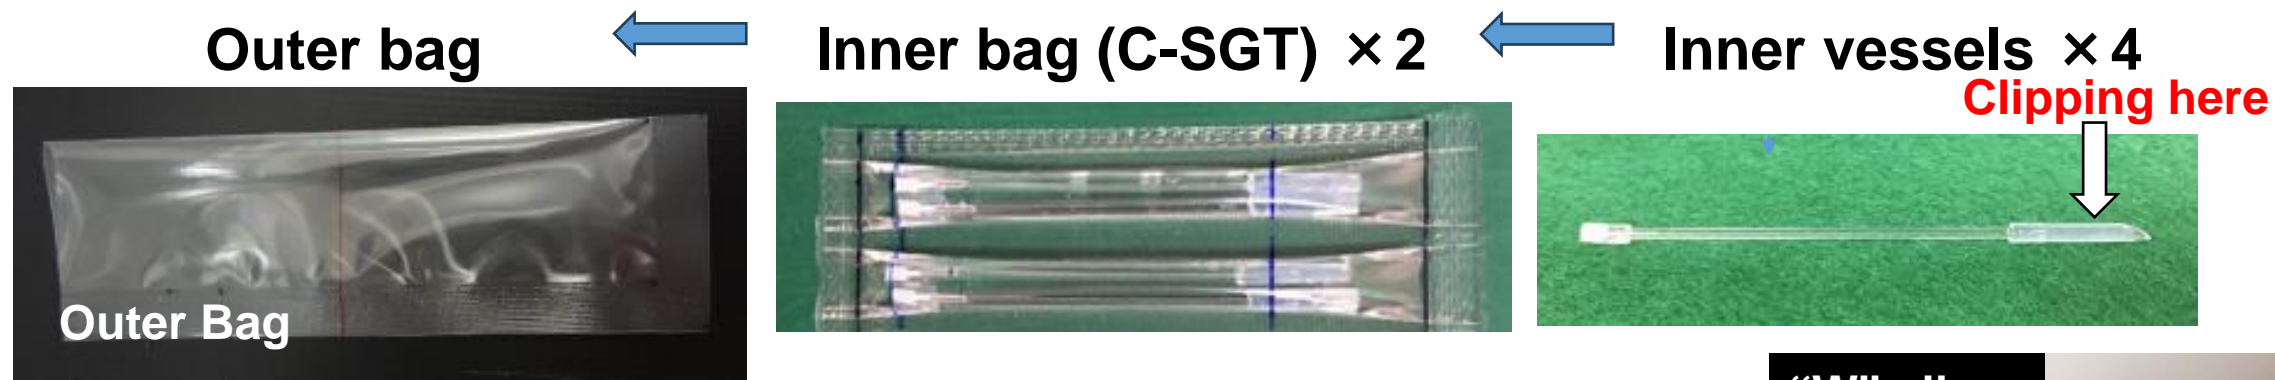 Outer bag
Inner bag (C-SGT) ×2
Inner vessels ×4
Clipping here
Outer Bag